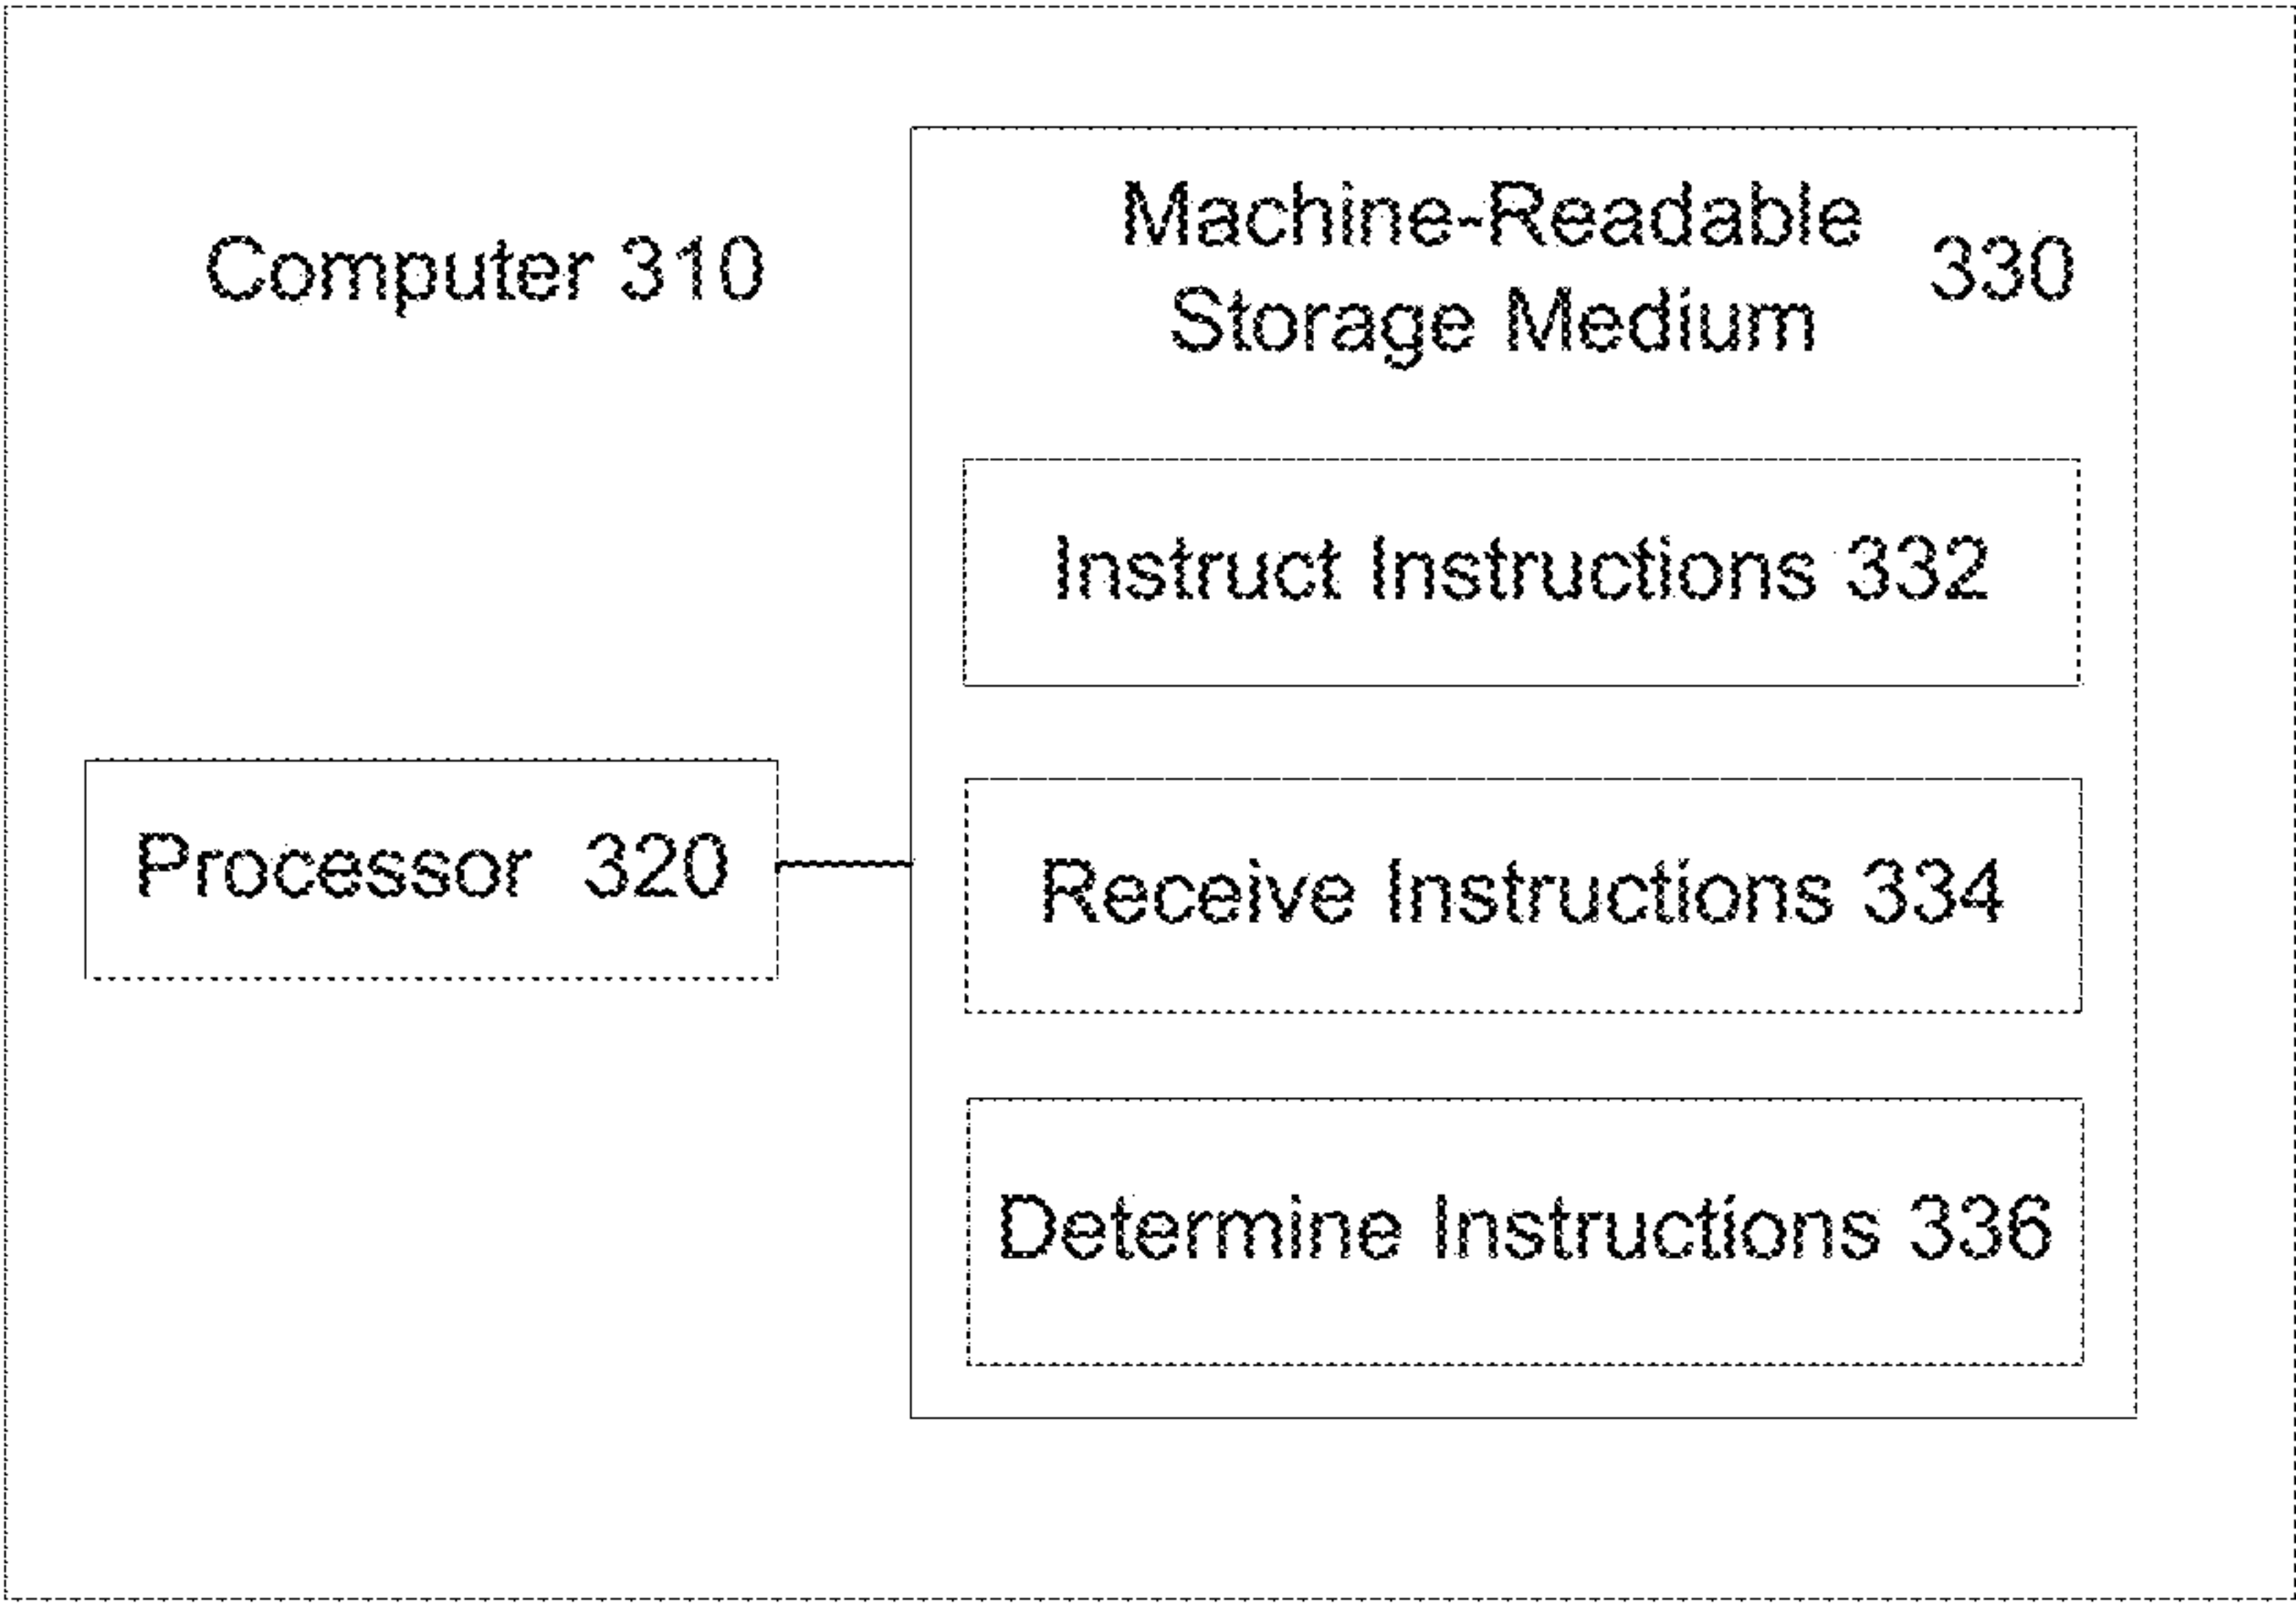 Computer 310
Machine-Readable
Storage Medium
330
Instruct Instructions 332
Processor 320
Receive Instructions 334
Determine Instructions 336